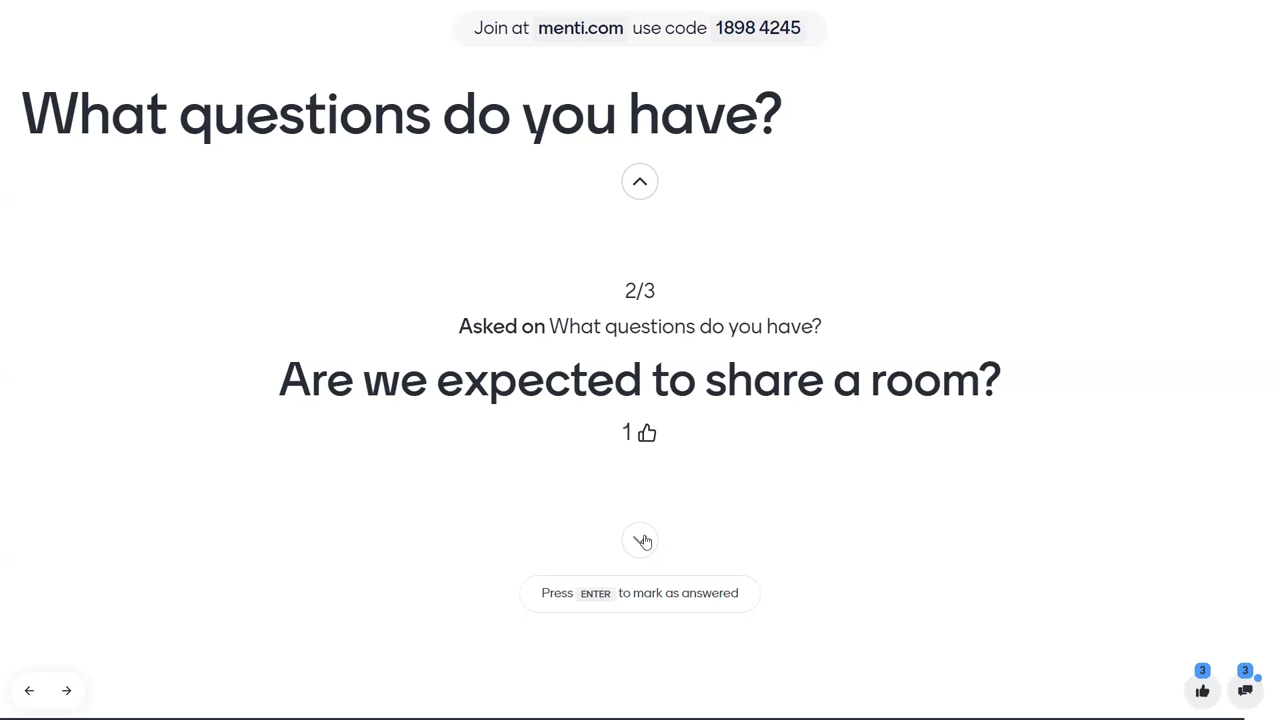 Join at menti.com use code 1898 4245
What questions do you have?
2/3
Asked on What questions do you have?
Are we expected to share a room?
1
Press ENTER to mark as answered
3 3